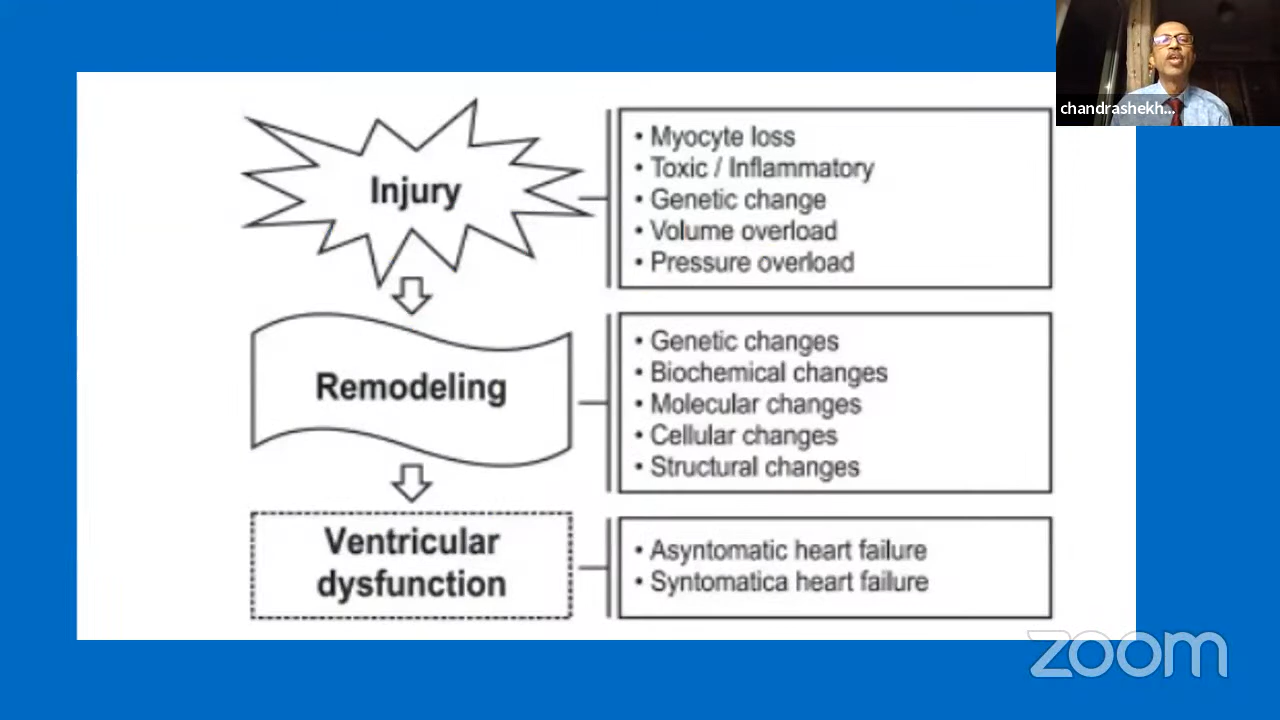 chandrashekh...
Injury
• Myocyte loss
• Toxic / Inflammatory
• Genetic change
• Volume overload
• Pressure overload
Remodeling
• Genetic changes
• Biochemical changes
• Molecular changes
• Cellular changes
• Structural changes
Ventricular
dysfunction
• Asyntomatic heart failure
• Syntomatica heart failure
zoom